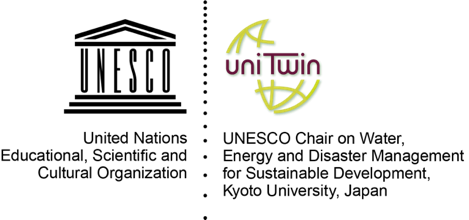 UNESCO
United Nations
Educational, Scientific and
Cultural Organization
uniTwin
UNESCO Chair on Water,
Energy and Disaster Management
for Sustainable Development,
Kyoto University, Japan